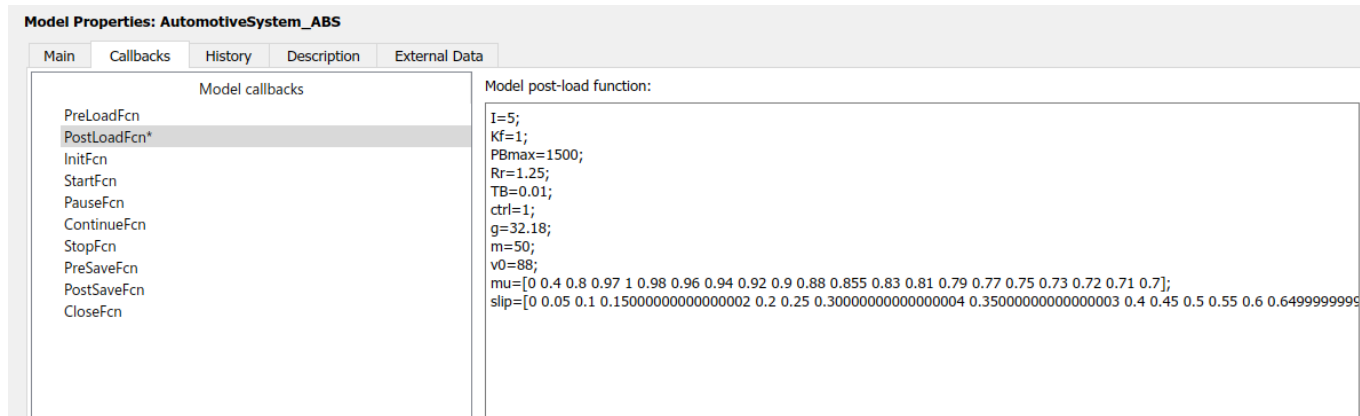 Model Properties: AutomotiveSystem_ABS
Main Callbacks History Description External Data
Model callbacks
PreLoadFcn
PostLoadFcn*
InitFcn
StartFcn
PauseFcn
ContinueFcn
StopFcn
PreSaveFcn
PostSaveFcn
CloseFcn
Model post-load function:
I=5;
Kf=1;
PBmax=1500;
Rr=1.25;
TB=0.01;
ctrl=1;
g=32.18;
m=50;
v0=88;
mu=[0 0.4 0.8 0.97 1 0.98 0.96 0.94 0.92 0.9 0.88 0.855 0.83 0.81 0.79 0.77 0.75 0.73 0.72 0.71 0.7];
slip=[0 0.05 0.1 0.15000000000000002 0.2 0.25 0.30000000000000004 0.35000000000000003 0.4 0.45 0.5 0.55 0.6 0.6499999999